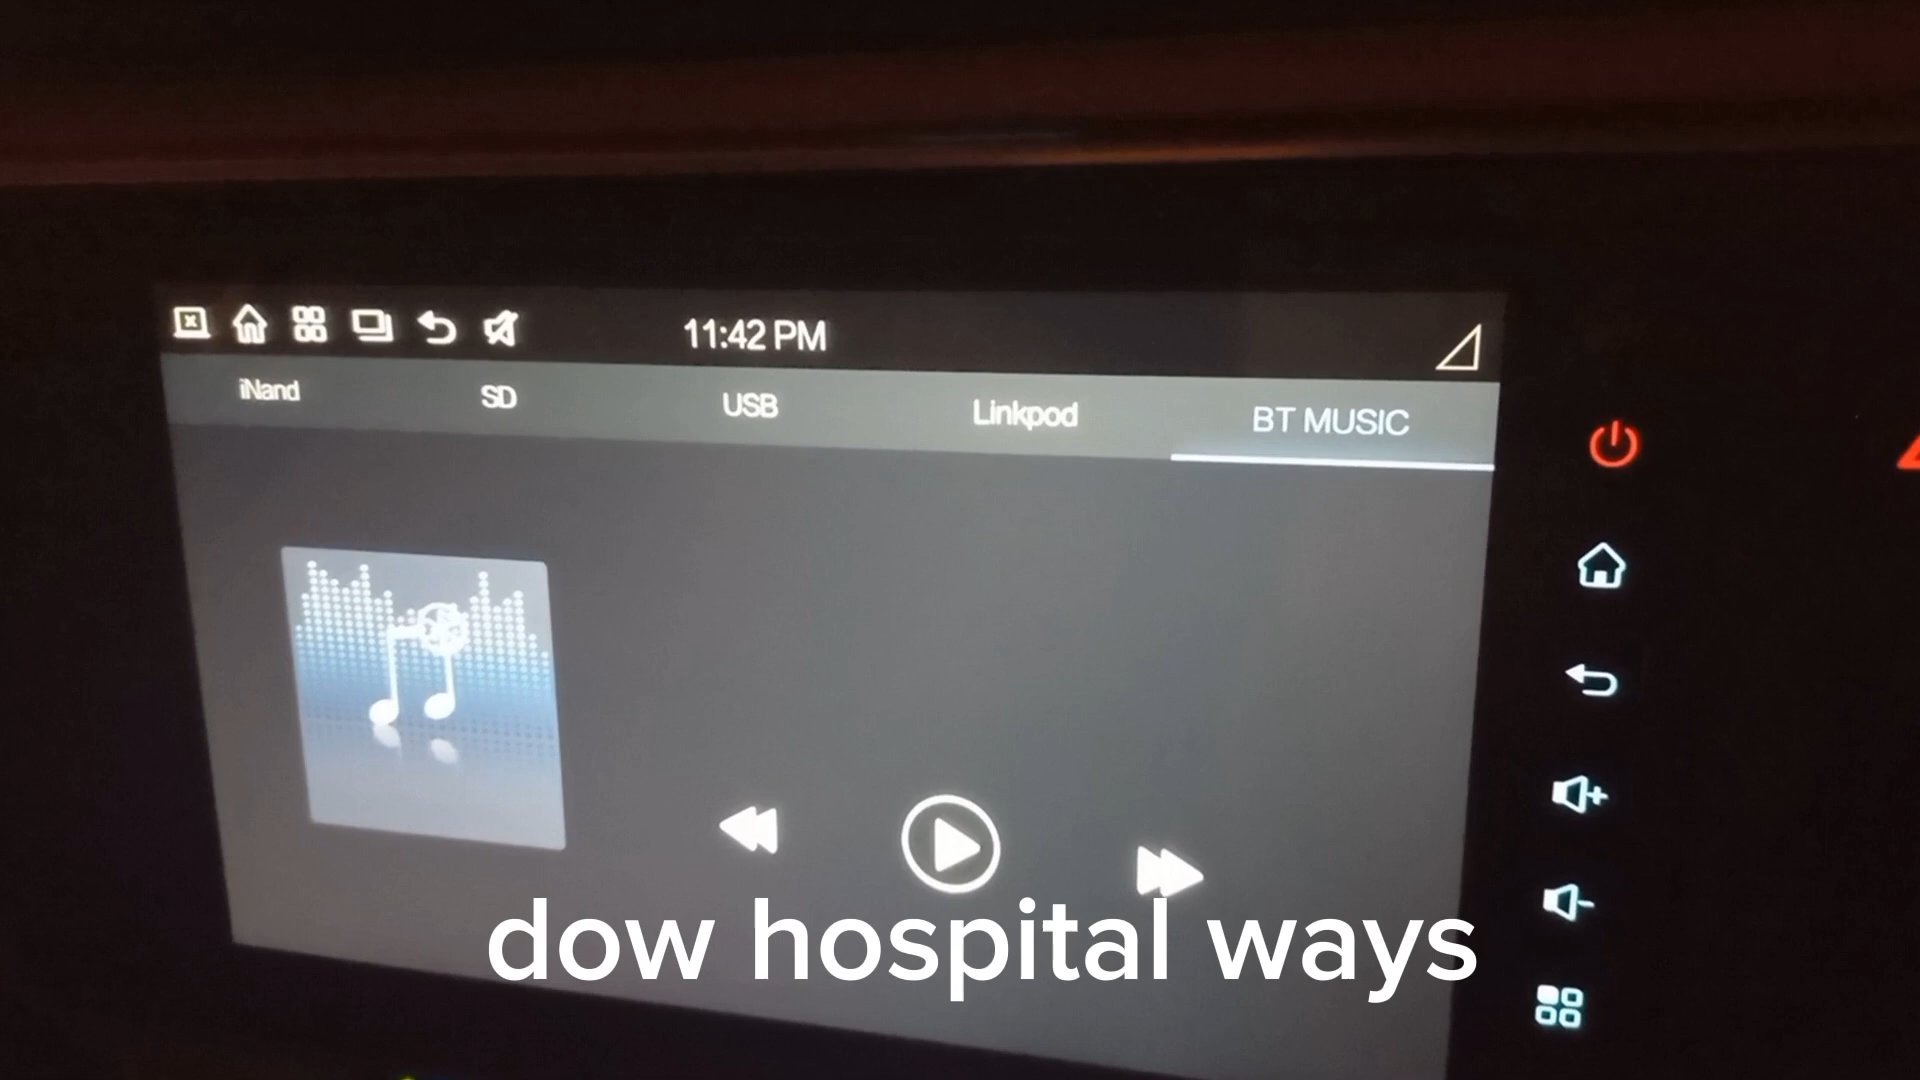 11:42 PM
iNand
SD
USB
Linkpod
BT MUSIC
dow hospital ways